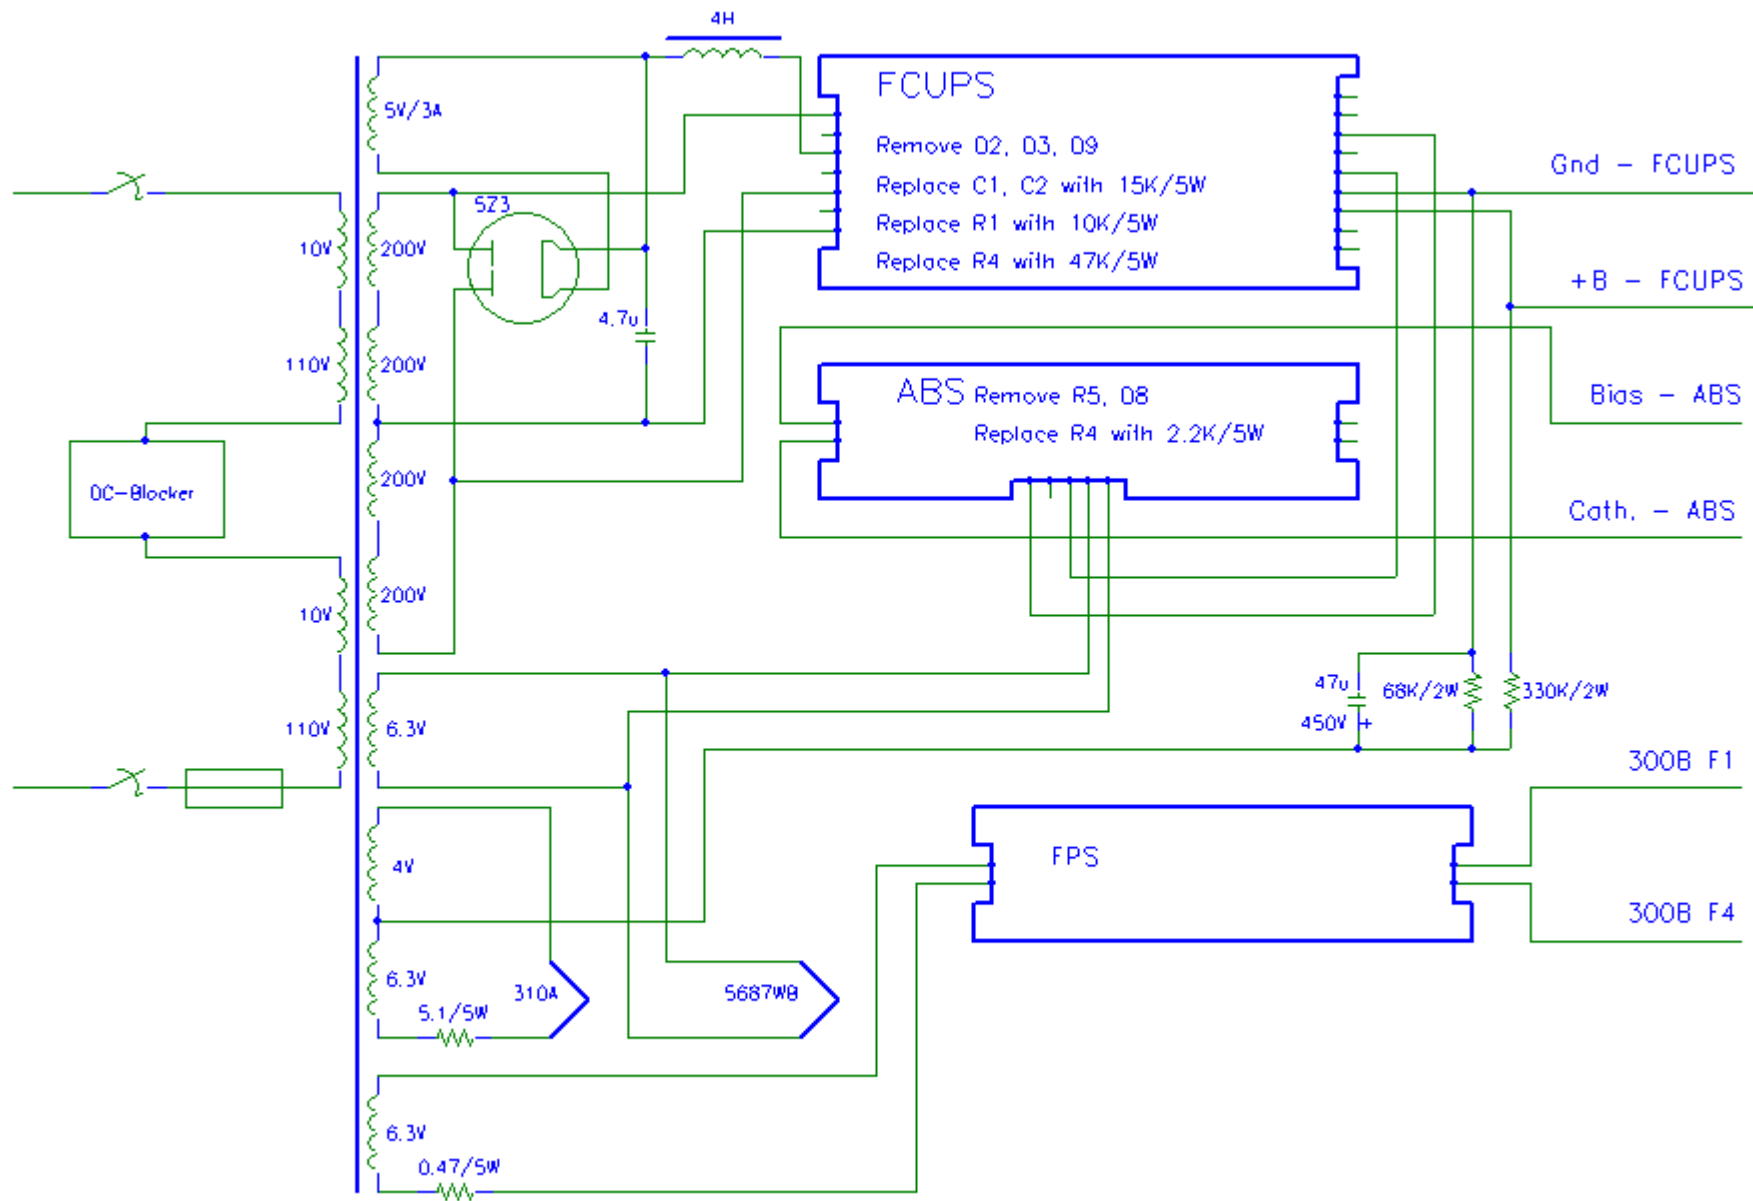 4H
FCUPS
5V/3A
Remove D2, D3, D9
Gnd - FCUPS
Replace C1, C2 with 15K/5W
5Z3
Replace R1 with 10K/5W
10V
200V
Replace R4 with 47K/5W
+B - FCUPS
4.7u
110V
200V
ABS
Remove R5, D8
Bias - ABS
Replace R4 with 2.2K/5W
200V
DC-Blocker
Cath. - ABS
200V
10V
47u
68K/2W
330K/2W
110V
6.3V
450V +
300B F1
FPS
4V
300B F4
6.3V
310A
5687WB
5.1/5W
6.3V
0.47/5W